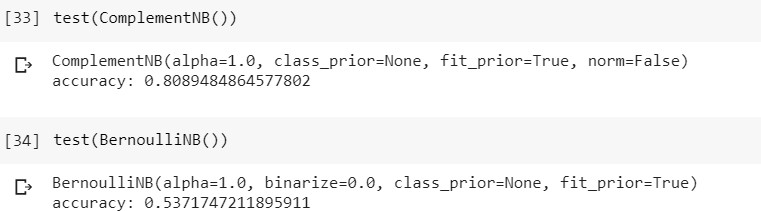 [33] test(ComplementNB())
ComplementNB(alpha=1.0, class_prior=None, fit_prior=True, norm=False)
accuracy: 0.8089484864577802
[34] test(BernoulliNB())
BernoulliNB(alpha=1.0, binarize=0.0, class_prior=None, fit_prior=True)
accuracy: 0.5371747211895911